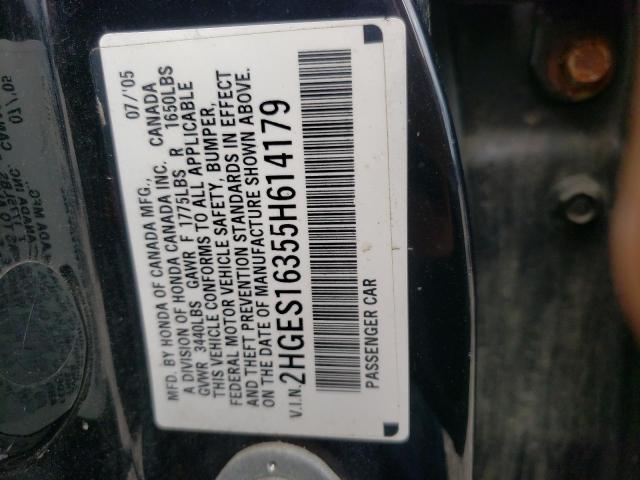 MFD. BY HONDA OF CANADA MFG., 07/'05
A DIVISION OF HONDA CANADA INC. CANADA
GVWR 3440LBS GAWR F 1775LBS R 1650LBS
THIS VEHICLE CONFORMS TO ALL APPLICABLE
FEDERAL MOTOR VEHICLE SAFETY, BUMPER,
AND THEFT PREVENTION STANDARDS IN EFFECT
ON THE DATE OF MANUFACTURE SHOWN ABOVE.
V.I.N. 2HGES16355H614179
PASSENGER CAR